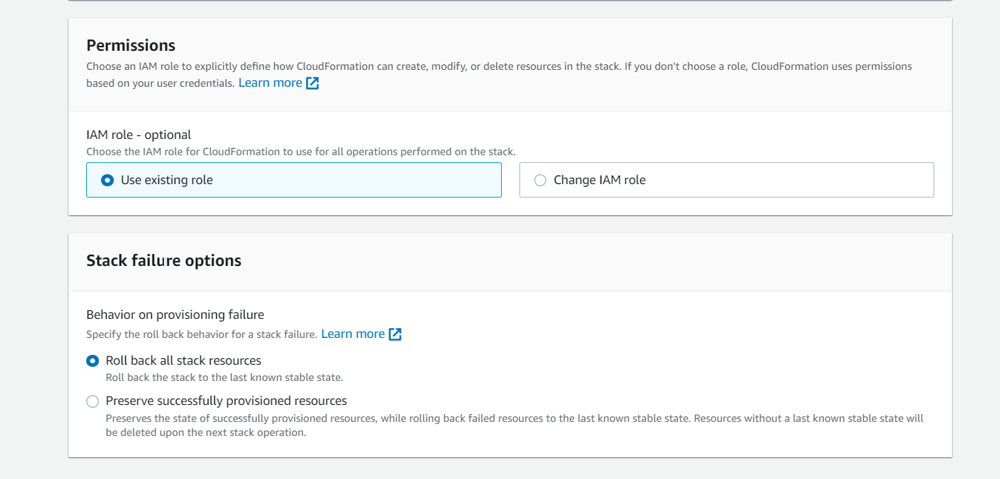 Permissions
Choose an IAM role to explicitly define how CloudFormation can create, modify, or delete resources in the stack. If you don't choose a role, CloudFormation uses permissions
based on your user credentials. Learn more
IAM role - optional
Choose the IAM role for CloudFormation to use for all operations performed on the stack.
Use existing role
Change IAM role
Stack failure options
Behavior on provisioning failure
Specify the roll back behavior for a stack failure. Learn more
Roll back all stack resources
Roll back the stack to the last known stable state.
Preserve successfully provisioned resources
Preserves the state of successfully provisioned resources, while rolling back failed resources to the last known stable state. Resources without a last known stable state will
be deleted upon the next stack operation.